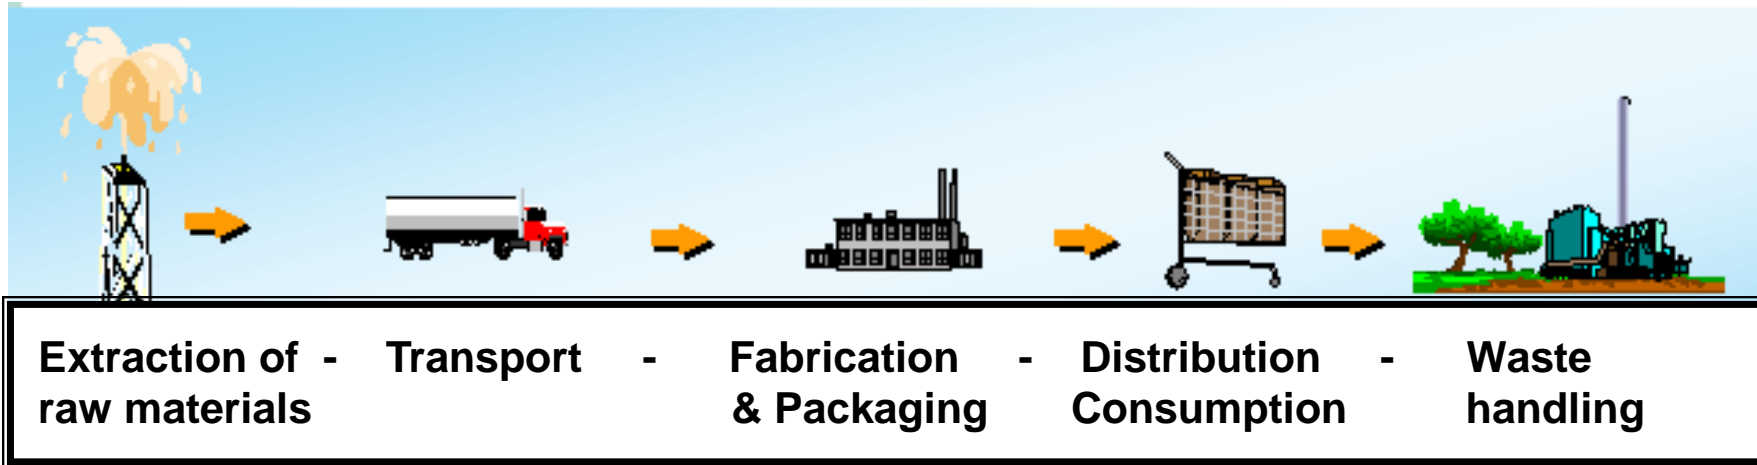 Extraction of - Transport - Fabrication - Distribution - Waste
raw materials & Packaging Consumption handling